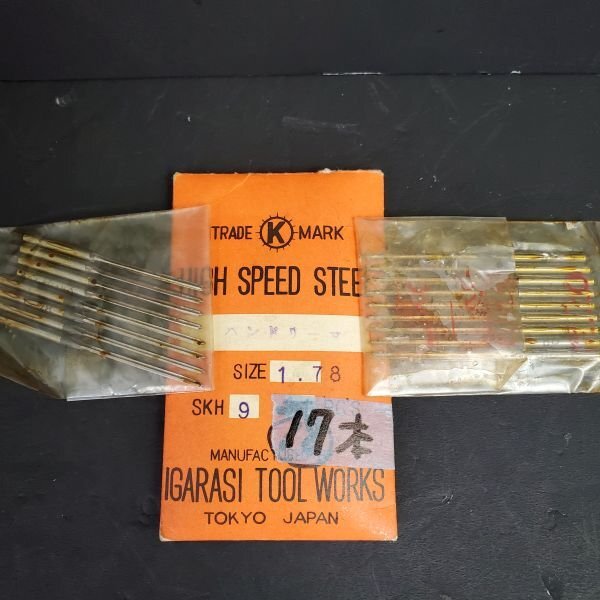 TRADE K MARK
HIGH SPEED STEE
ハンドリーマ
SIZE 1.78
SKH 9
17本
MANUFACTU
IGARASI TOOL WORKS
TOKYO JAPAN